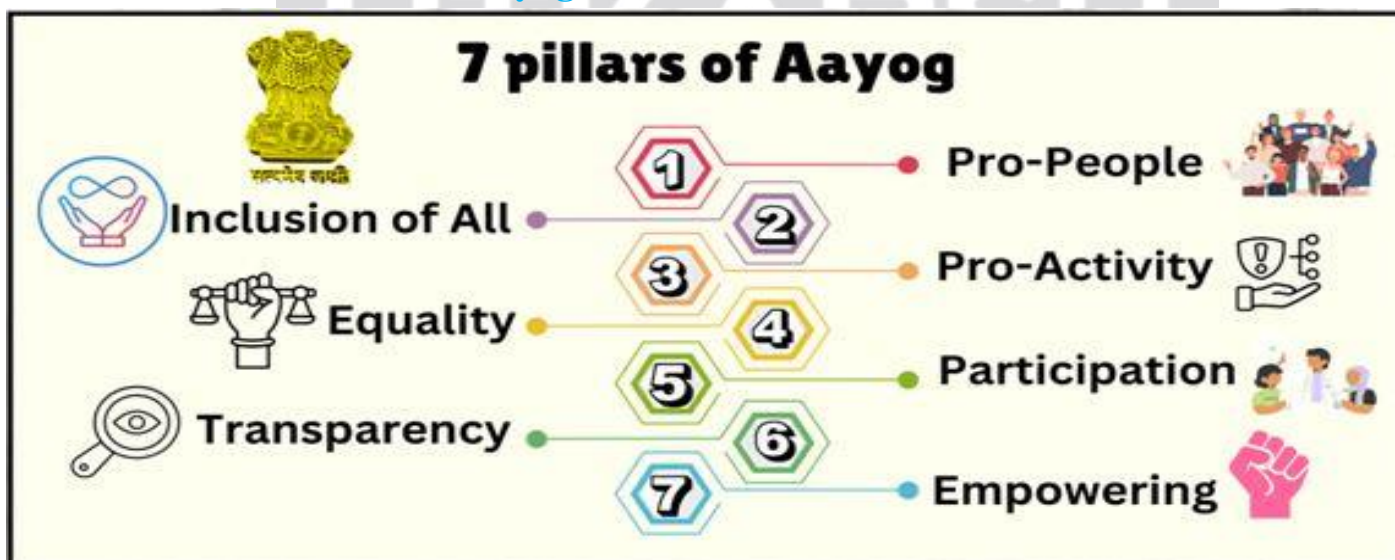 7 pillars of Aayog
1
Pro-People
Inclusion of All
2
3
Pro-Activity
Equality
4
5
Participation
Transparency
6
7
Empowering